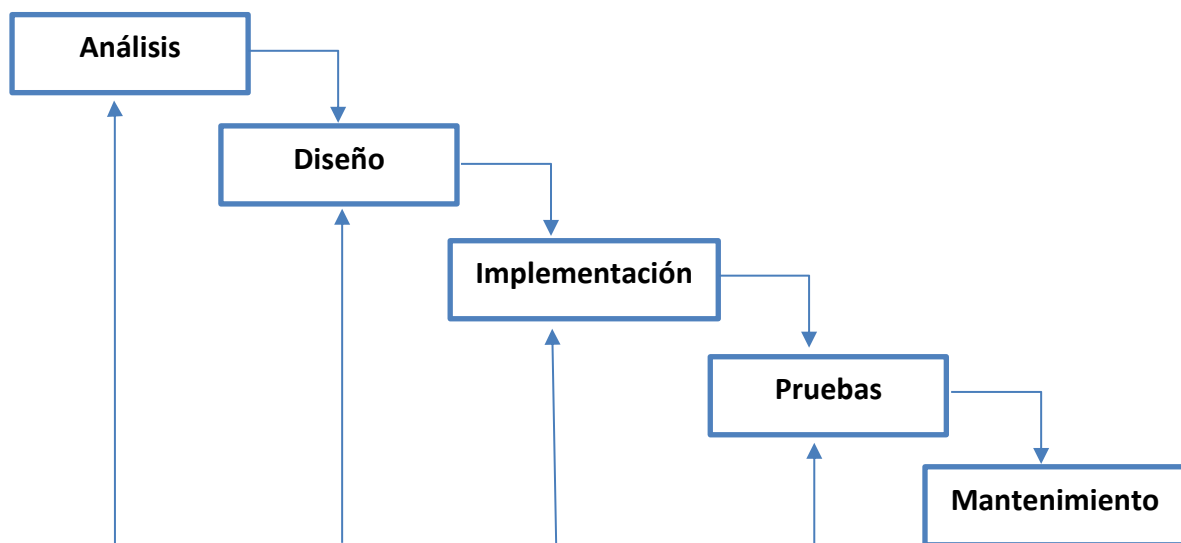 Análisis
Diseño
Implementación
Pruebas
Mantenimiento